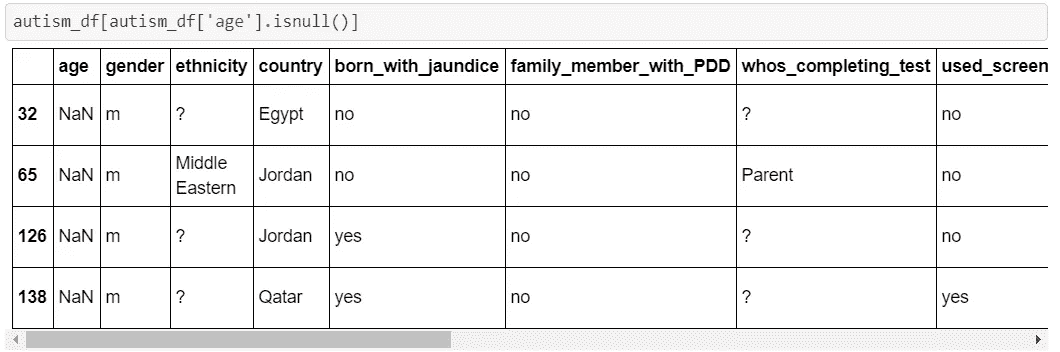 autism_df[autism_df['age'].isnull()]
age gender ethnicity country born_with_jaundice family_member_with_PDD whos_completing_test used_screen
32 NaN m ? Egypt no no ? no
65 NaN m Middle Eastern Jordan no no Parent no
126 NaN m ? Jordan yes no ? no
138 NaN m ? Qatar yes no ? yes